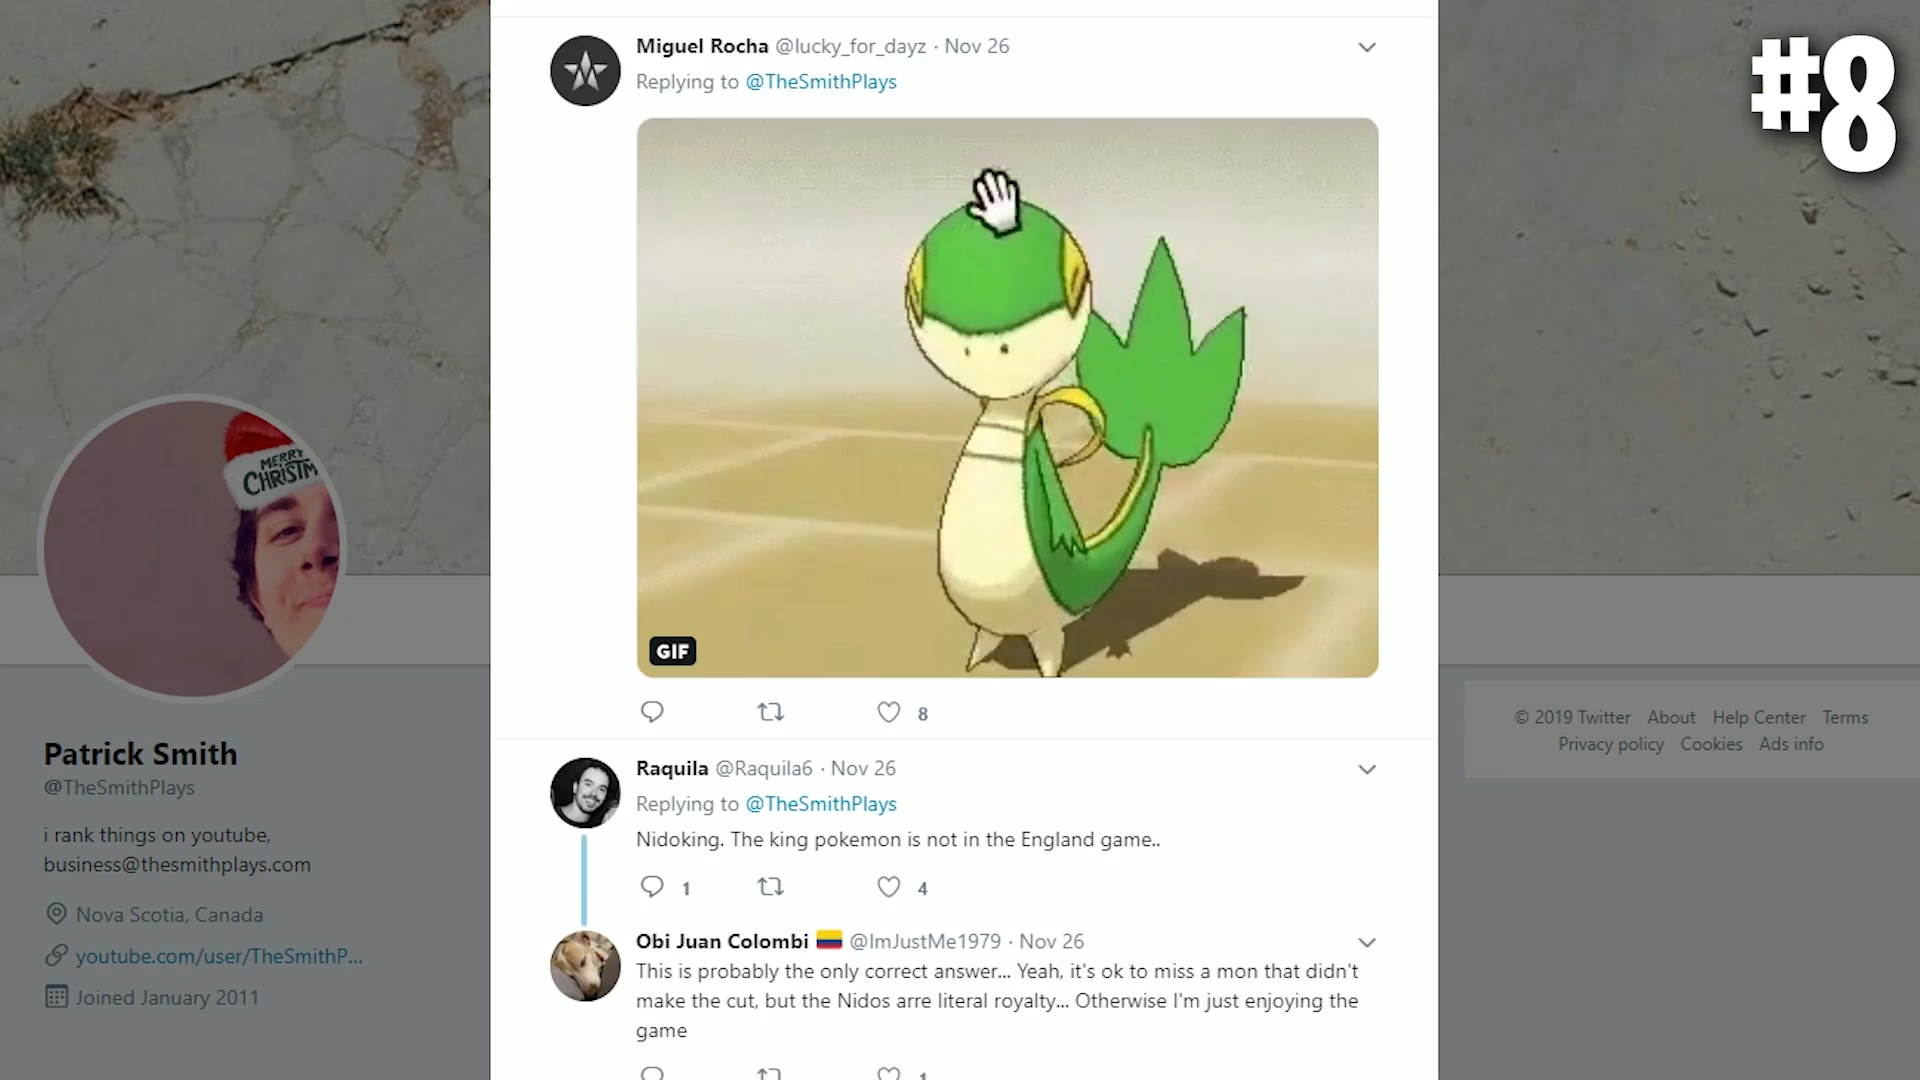 #8
Miguel Rocha @lucky_for_dayz · Nov 26
Replying to @TheSmithPlays
GIF
8
Raquila @Raquila6 · Nov 26
Replying to @TheSmithPlays
Nidoking. The king pokemon is not in the England game..
1 4
Obi Juan Colombi @ImJustMe1979 · Nov 26
This is probably the only correct answer... Yeah, it's ok to miss a mon that didn't
make the cut, but the Nidos arre literal royalty... Otherwise I'm just enjoying the
game
1
MERRY
CHRISTM
Patrick Smith
@TheSmithPlays
i rank things on youtube,
business@thesmithplays.com
Nova Scotia, Canada
youtube.com/user/TheSmithP...
Joined January 2011
© 2019 Twitter About Help Center Terms
Privacy policy Cookies Ads info